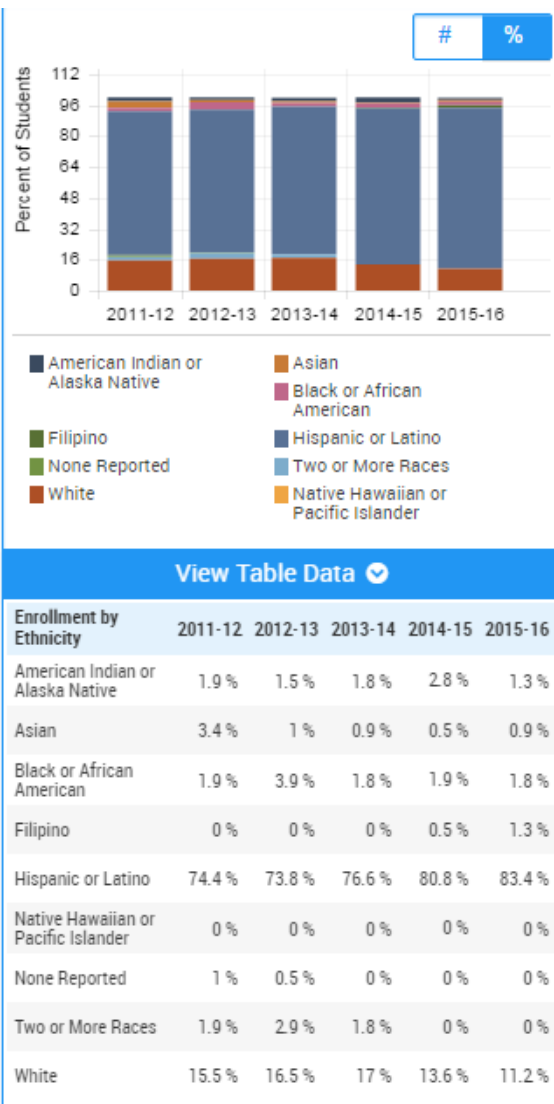 # %
Percent of Students
112
96
80
64
48
32
16
0
2011-12 2012-13 2013-14 2014-15 2015-16
American Indian or
Alaska Native
Asian
Black or African
American
Filipino
Hispanic or Latino
None Reported
Two or More Races
White
Native Hawaiian or
Pacific Islander
View Table Data
Enrollment by
Ethnicity
2011-12 2012-13 2013-14 2014-15 2015-16
American Indian or
Alaska Native
1.9 % 1.5 % 1.8 % 2.8 % 1.3 %
Asian 3.4 % 1 % 0.9 % 0.5 % 0.9 %
Black or African
American
1.9 % 3.9 % 1.8 % 1.9 % 1.8 %
Filipino 0 % 0 % 0 % 0.5 % 1.3 %
Hispanic or Latino 74.4 % 73.8 % 76.6 % 80.8 % 83.4 %
Native Hawaiian or
Pacific Islander
0 % 0 % 0 % 0 % 0 %
None Reported 1 % 0.5 % 0 % 0 % 0 %
Two or More Races 1.9 % 2.9 % 1.8 % 0 % 0 %
White 15.5 % 16.5 % 17 % 13.6 % 11.2 %